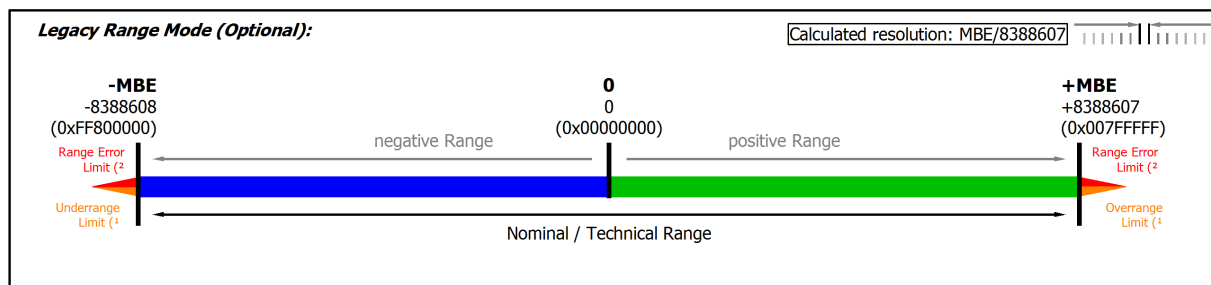 Legacy Range Mode (Optional):
Calculated resolution: MBE/8388607
-MBE
-8388608
(0xFF800000)
0
0
(0x00000000)
+MBE
+8388607
(0x007FFFFF)
negative Range
positive Range
Range Error
Limit (²
Underrange
Limit (¹
Range Error
Limit (²
Overrange
Limit (¹
Nominal / Technical Range